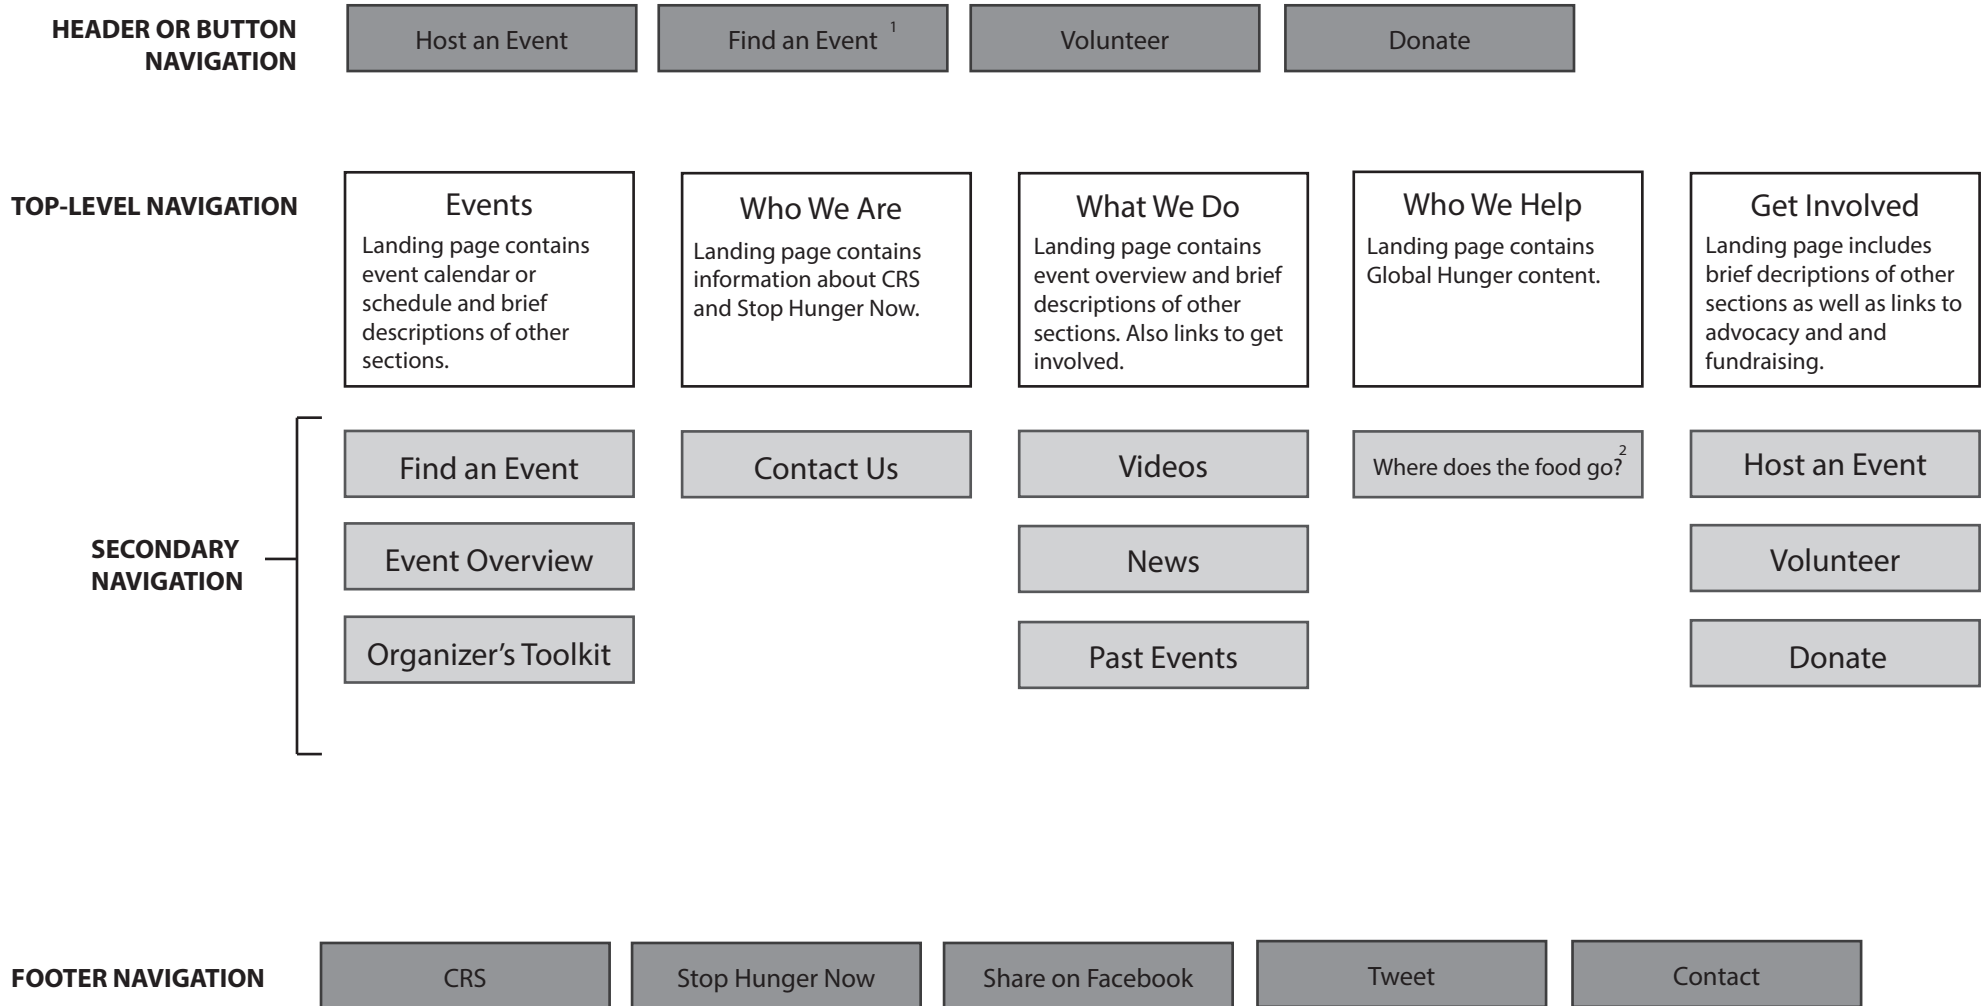 HEADER OR BUTTON
NAVIGATION
Host an Event
Find an Event 1
Volunteer
Donate
TOP-LEVEL NAVIGATION
Events
Landing page contains
event calendar or
schedule and brief
descriptions of other
sections.
Who We Are
Landing page contains
information about CRS
and Stop Hunger Now.
What We Do
Landing page contains
event overview and brief
descriptions of other
sections. Also links to get
involved.
Who We Help
Landing page contains
Global Hunger content.
Get Involved
Landing page includes
brief decriptions of other
sections as well as links to
advocacy and and
fundraising.
SECONDARY
NAVIGATION
Find an Event
Event Overview
Organizer’s Toolkit
Contact Us
Videos
News
Past Events
Where does the food go? 2
Host an Event
Volunteer
Donate
FOOTER NAVIGATION
CRS
Stop Hunger Now
Share on Facebook
Tweet
Contact